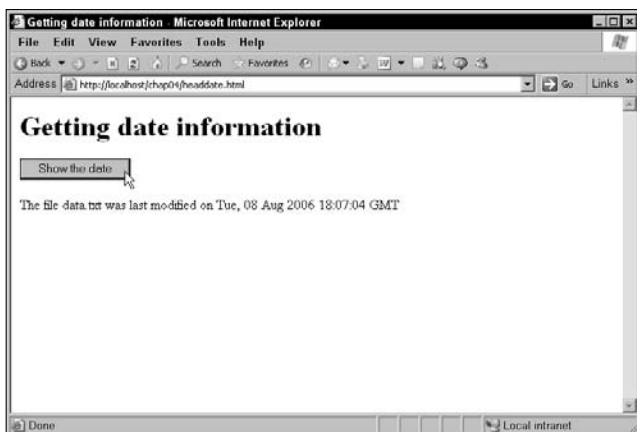 Getting date information - Microsoft Internet Explorer
File Edit View Favorites Tools Help
Back Search Favorites
Address http://localhost/chap04/headdate.html Go Links »
Getting date information
Show the date
The file data.txt was last modified on Tue, 08 Aug 2006 18:07:04 GMT
Done Local intranet